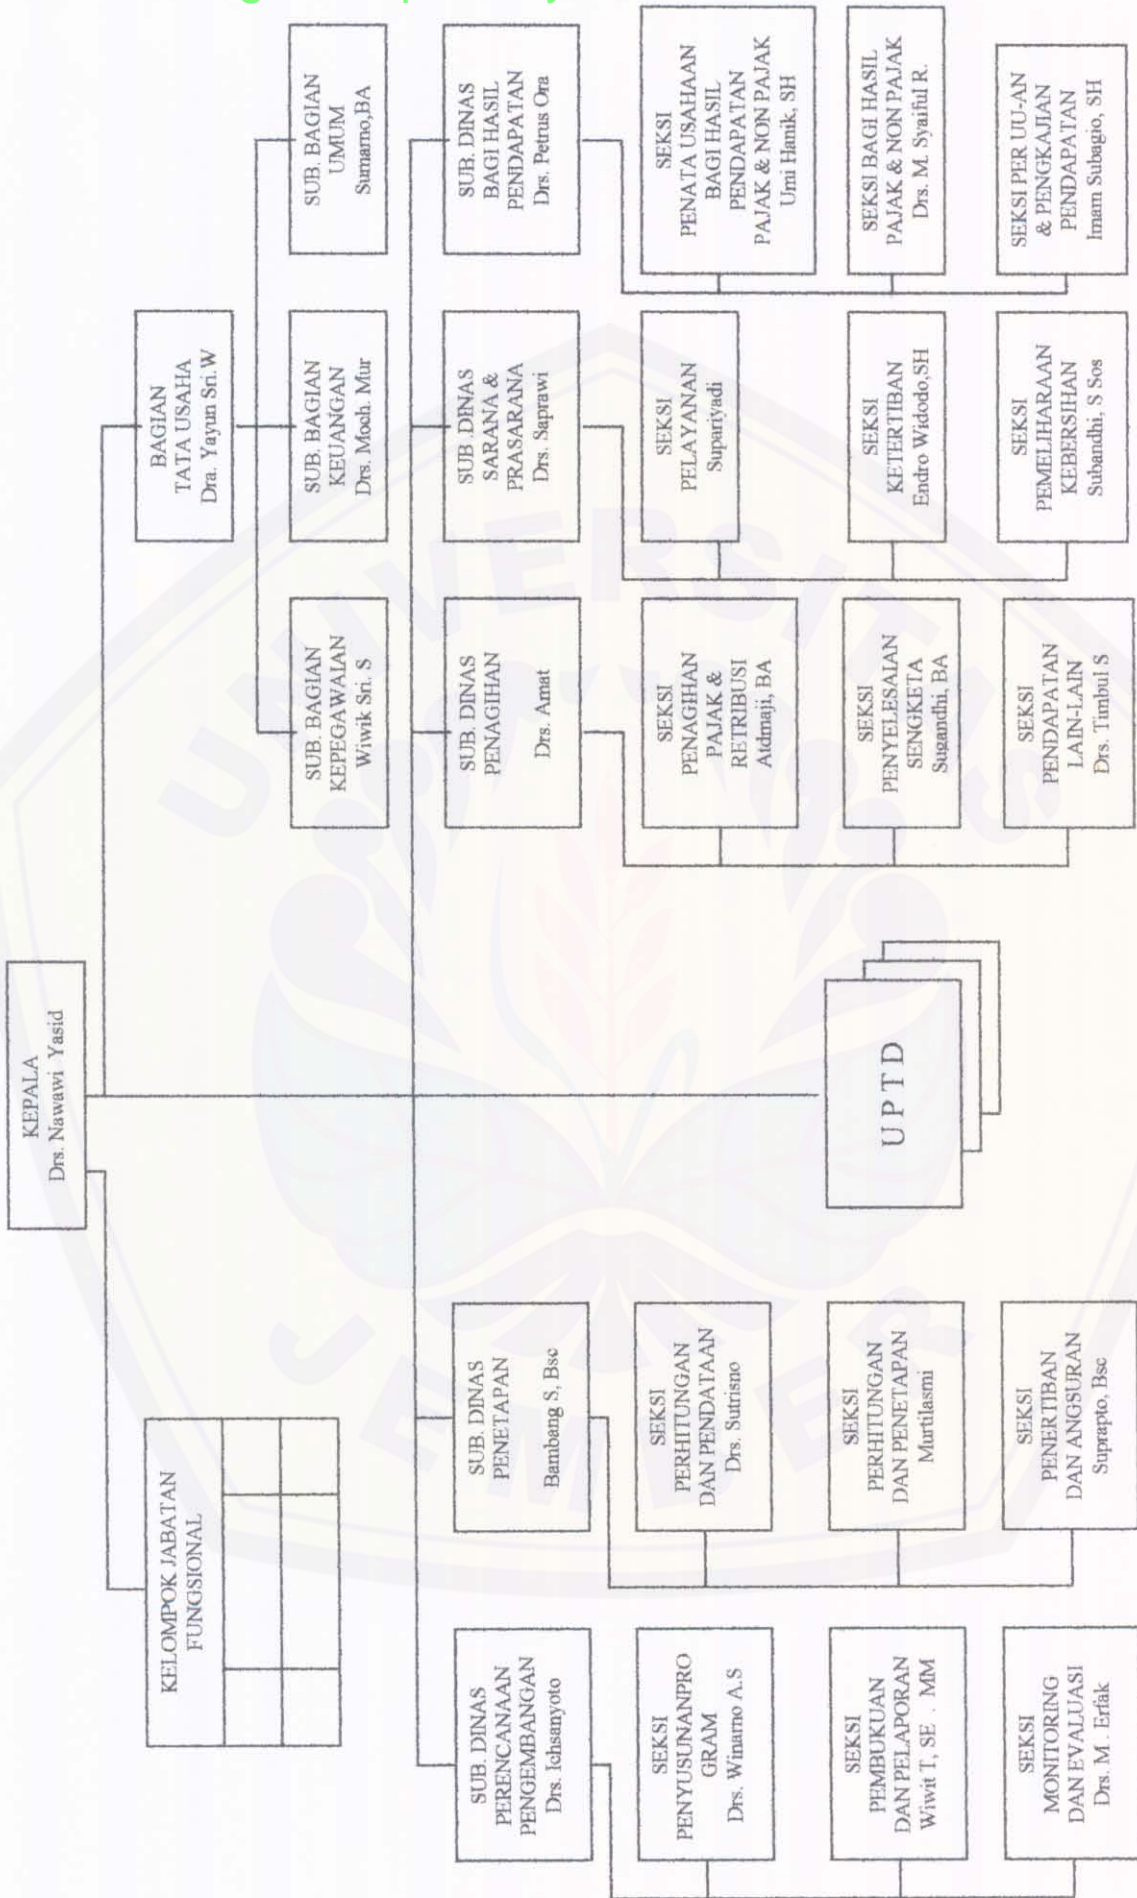 KEPALA
Drs. Nawawi Yasid
KELOMPOK JABATAN
FUNGSIONAL
BAGIAN
TATA USAHA
Dra. Yayun Sri.W
SUB. BAGIAN
KEPEGAWAIAN
Wiwik Sri. S
SUB. BAGIAN
KEUANGAN
Drs. Moch. Mur
SUB. BAGIAN
UMUM
Sumarno,BA
SUB. DINAS
PERENCANAAN
PENGEMBANGAN
Drs. Ichsanyoto
SUB. DINAS
PENETAPAN
Bambang S, Bsc
SUB. DINAS
PENAGIHAN
Drs. Amat
SUB .DINAS
SARANA &
PRASARANA
Drs. Saprawi
SUB. DINAS
BAGI HASIL
PENDAPATAN
Drs. Petrus Ora
SEKSI
PENYUSUNANPRO
GRAM
Drs. Winarno A.S
SEKSI
PERHITUNGAN
DAN PENDATAAN
Drs. Sutrisno
SEKSI
PENAGIHAN
PAJAK &
RETRIBUSI
Atdmaji, BA
SEKSI
PELAYANAN
Supariyadi
SEKSI
PENATA USAHAAN
BAGI HASIL
PENDAPATAN
PAJAK & NON PAJAK
Umi Hanik, SH
SEKSI
PEMBUKUAN
DAN PELAPORAN
Wiwit T, SE . MM
SEKSI
PERHITUNGAN
DAN PENETAPAN
Murtilasmi
UPTD
SEKSI
PENYELESAIAN
SENGKETA
Sugandhi, BA
SEKSI
KETERTIBAN
Endro Widodo,SH
SEKSI BAGI HASIL
PAJAK & NON PAJAK
Drs. M. Syaiful R.
SEKSI
MONITORING
DAN EVALUASI
Drs. M . Erfak
SEKSI
PENERTIBAN
DAN ANGSURAN
Suprapto, Bsc
SEKSI
PENDAPATAN
LAIN-LAIN
Drs. Timbul S
SEKSI
PEMELIHARAAN
KEBERSIHAN
Subandhi, S Sos
SEKSI PER UU-AN
& PENGKAJIAN
PENDAPATAN
Imam Subagio, SH
UNIVERSITAS
JEMBER